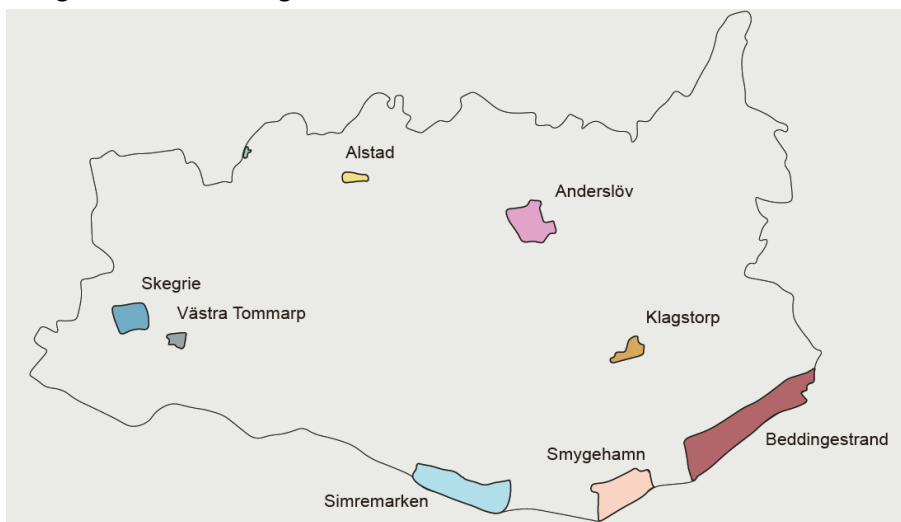 Alstad
Anderslöv
Skegrie
Västra Tommarp
Klagstorp
Beddingestrand
Smygehamn
Simremarken